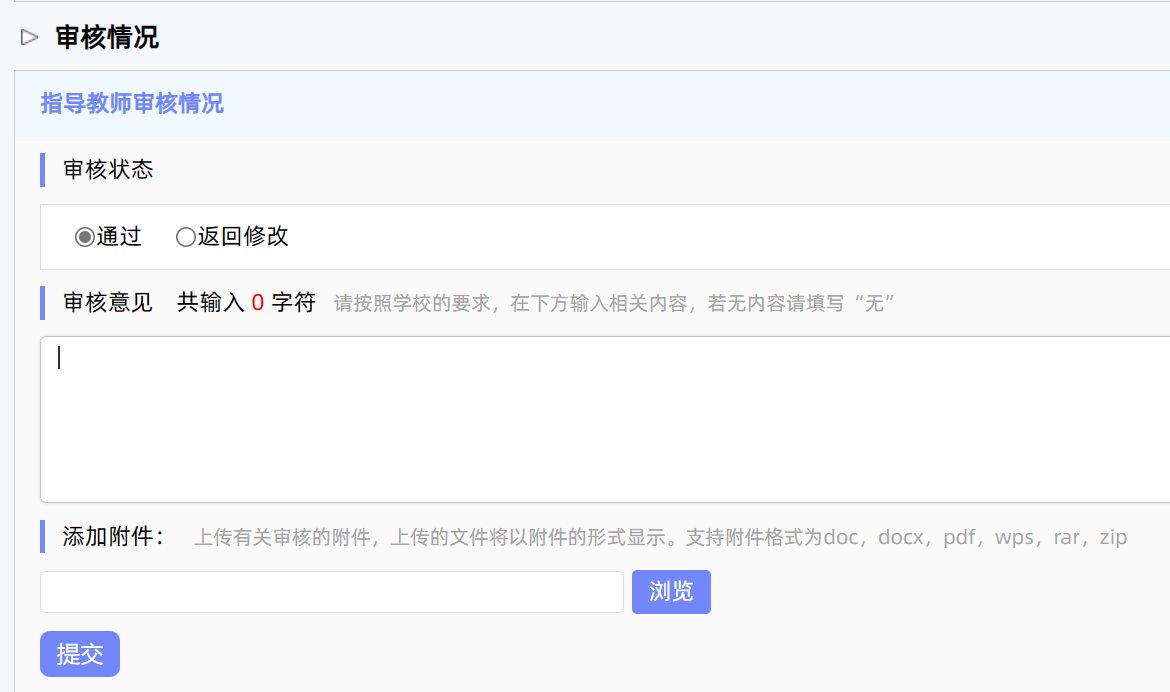 审核情况
指导教师审核情况
审核状态
通过 返回修改
审核意见 共输入 0 字符 请按照学校的要求，在下方输入相关内容，若无内容请填写“无”
添加附件： 上传有关审核的附件，上传的文件将以附件的形式显示。支持附件格式为doc，docx，pdf，wps，rar，zip
浏览
提交